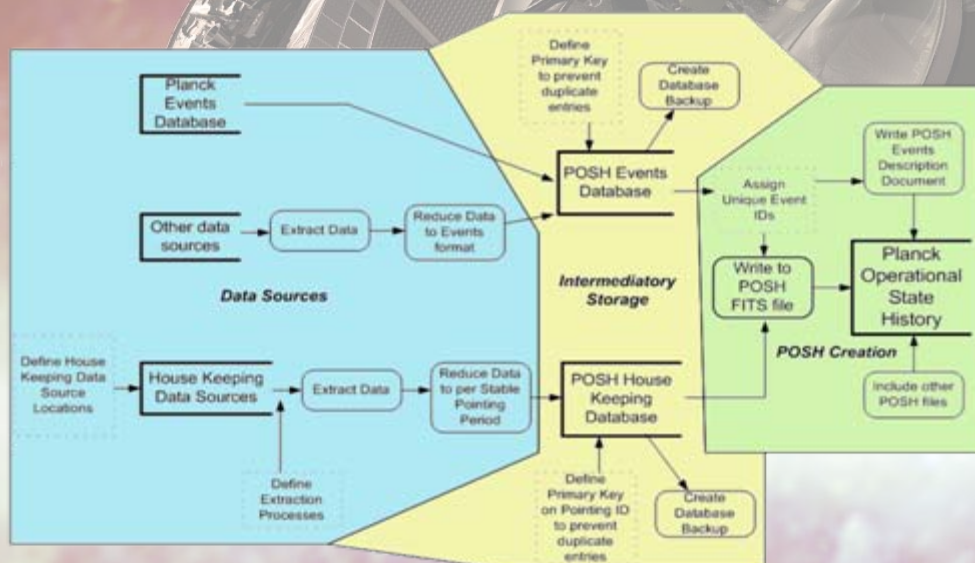 Planck
Events
Database
Define
Primary Key
to prevent
duplicate
entries
Create
Database
Backup
POSH Events
Database
Write POSH
Events
Description
Document
Assign
Unique Event
IDs
Other data
sources
Extract Data
Reduce Data
to Events
format
Data Sources
Intermediatory
Storage
Write to
POSH
FITS file
Planck
Operational
State
History
POSH Creation
Define House
Keeping Data
Source
Locations
House Keeping
Data Sources
Extract Data
Reduce Data
to per Stable
Pointing
Period
POSH House
Keeping
Database
Include other
POSH files
Define
Extraction
Processes
Define
Primary Key
on Pointing ID
to prevent
duplicate
entries
Create
Database
Backup